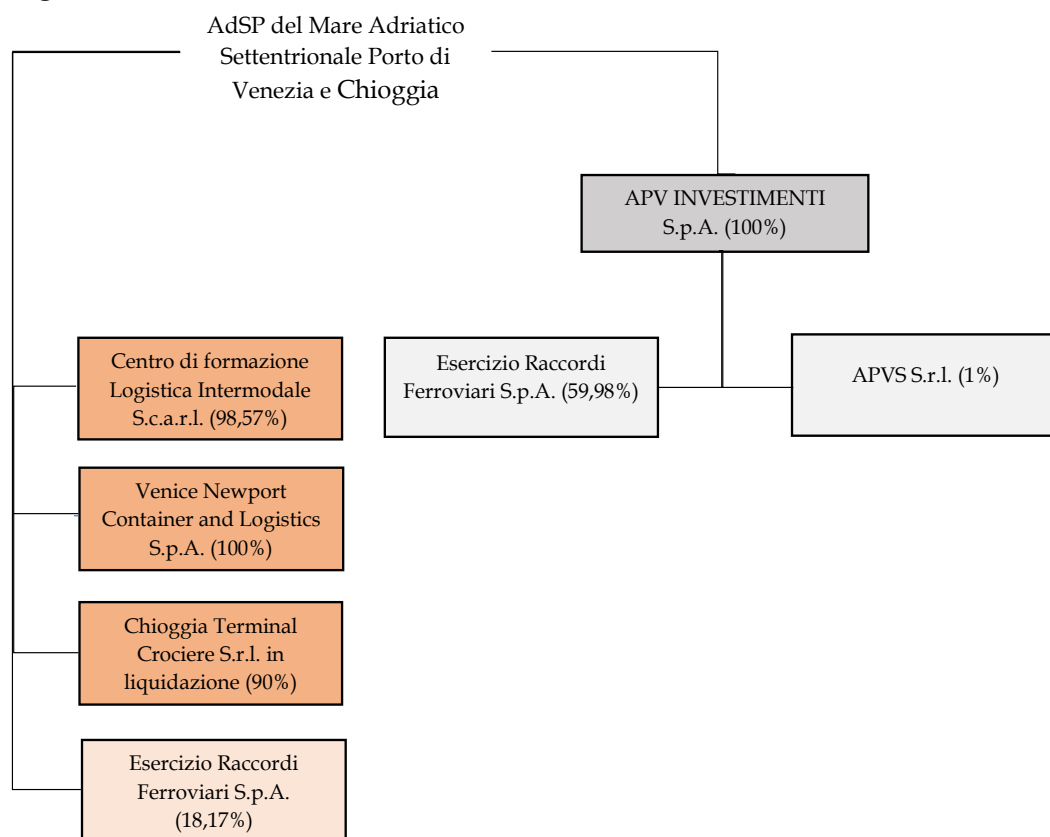 AdSP del Mare Adriatico
Settentrionale Porto di
Venezia e Chioggia
APV INVESTIMENTI
S.p.A. (100%)
Centro di formazione
Logistica Intermodale
S.c.a.r.l. (98,57%)
Esercizio Raccordi
Ferroviari S.p.A. (59,98%)
APVS S.r.l. (1%)
Venice Newport
Container and Logistics
S.p.A. (100%)
Chioggia Terminal
Crociere S.r.l. in
liquidazione (90%)
Esercizio Raccordi
Ferroviari S.p.A.
(18,17%)